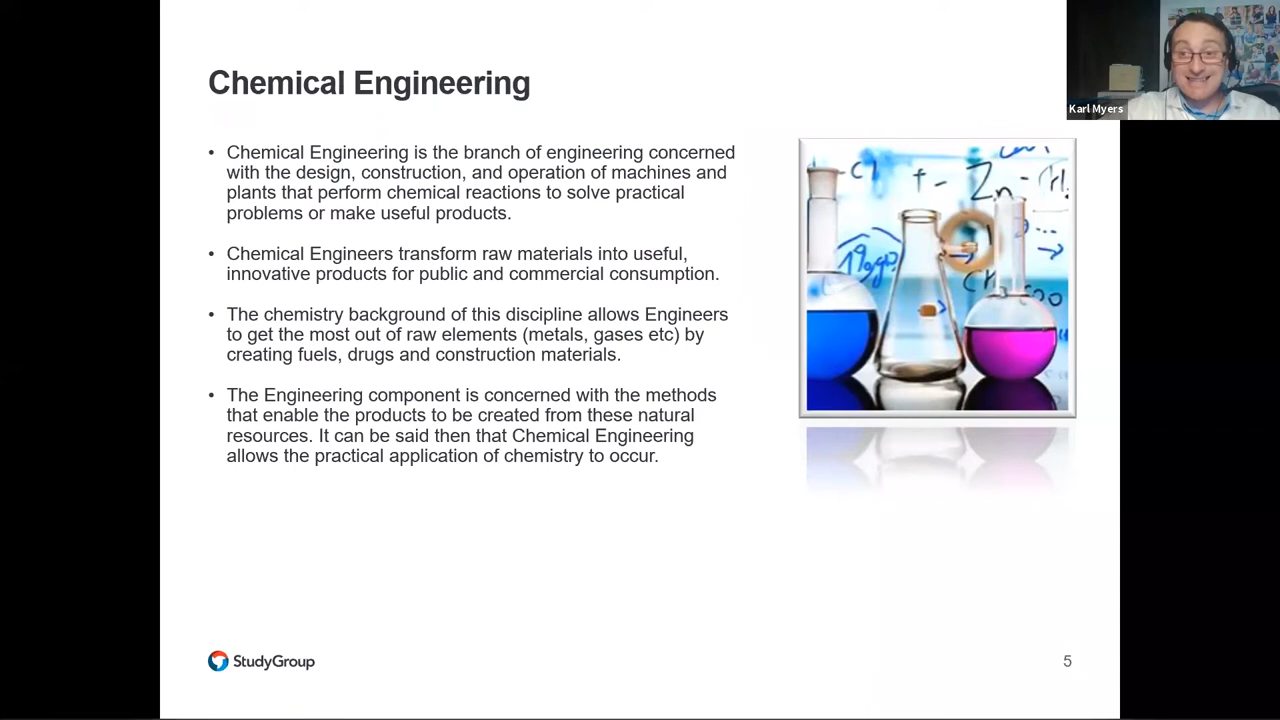 Chemical Engineering
Karl Myers
• Chemical Engineering is the branch of engineering concerned
with the design, construction, and operation of machines and
plants that perform chemical reactions to solve practical
problems or make useful products.
• Chemical Engineers transform raw materials into useful,
innovative products for public and commercial consumption.
• The chemistry background of this discipline allows Engineers
to get the most out of raw elements (metals, gases etc) by
creating fuels, drugs and construction materials.
• The Engineering component is concerned with the methods
that enable the products to be created from these natural
resources. It can be said then that Chemical Engineering
allows the practical application of chemistry to occur.
+ - Zn
StudyGroup
5